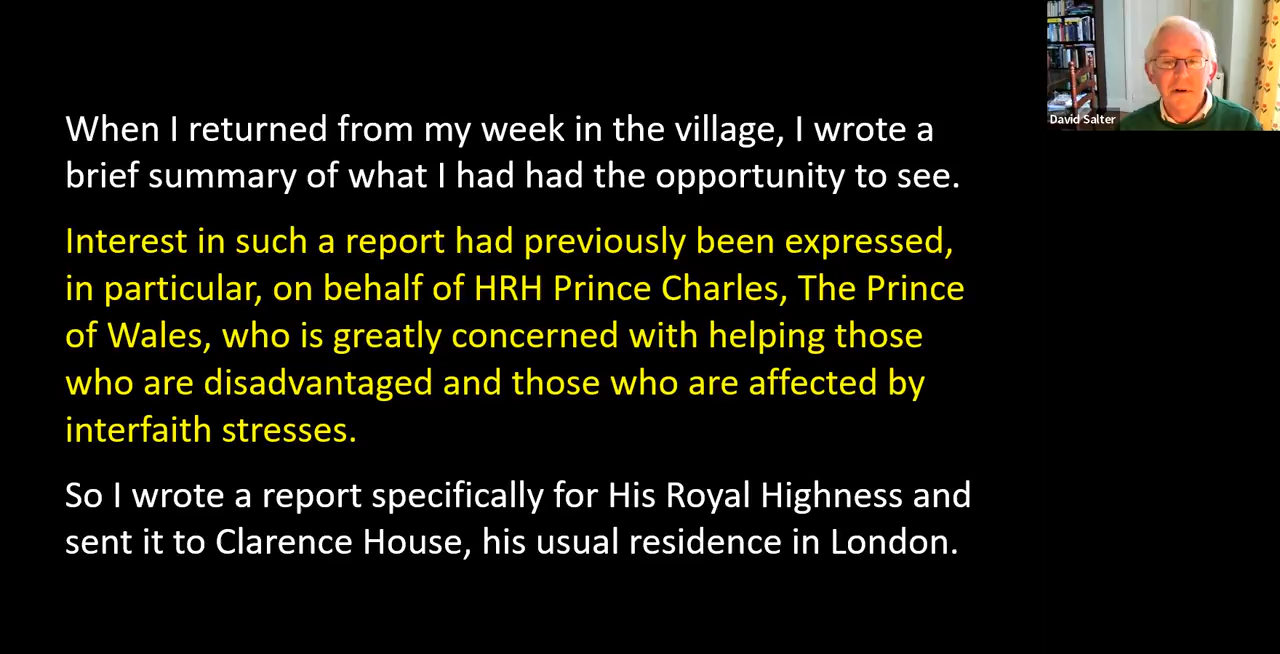 When I returned from my week in the village, I wrote a
brief summary of what I had had the opportunity to see.
Interest in such a report had previously been expressed,
in particular, on behalf of HRH Prince Charles, The Prince
of Wales, who is greatly concerned with helping those
who are disadvantaged and those who are affected by
interfaith stresses.
So I wrote a report specifically for His Royal Highness and
sent it to Clarence House, his usual residence in London.
David Salter